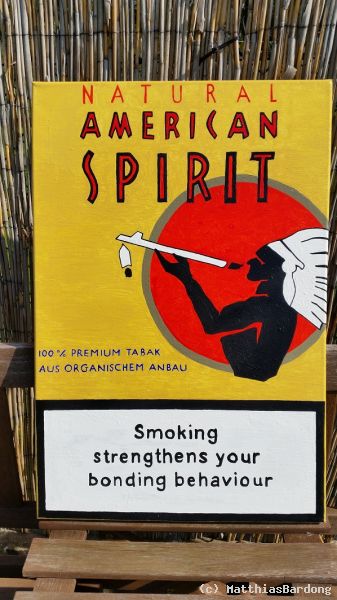 NATURAL
AMERICAN
SPIRIT
100% PREMIUM TABAK
AUS ORGANISCHEM ANBAU
Smoking
strengthens your
bonding behaviour
(c) MatthiasBardong